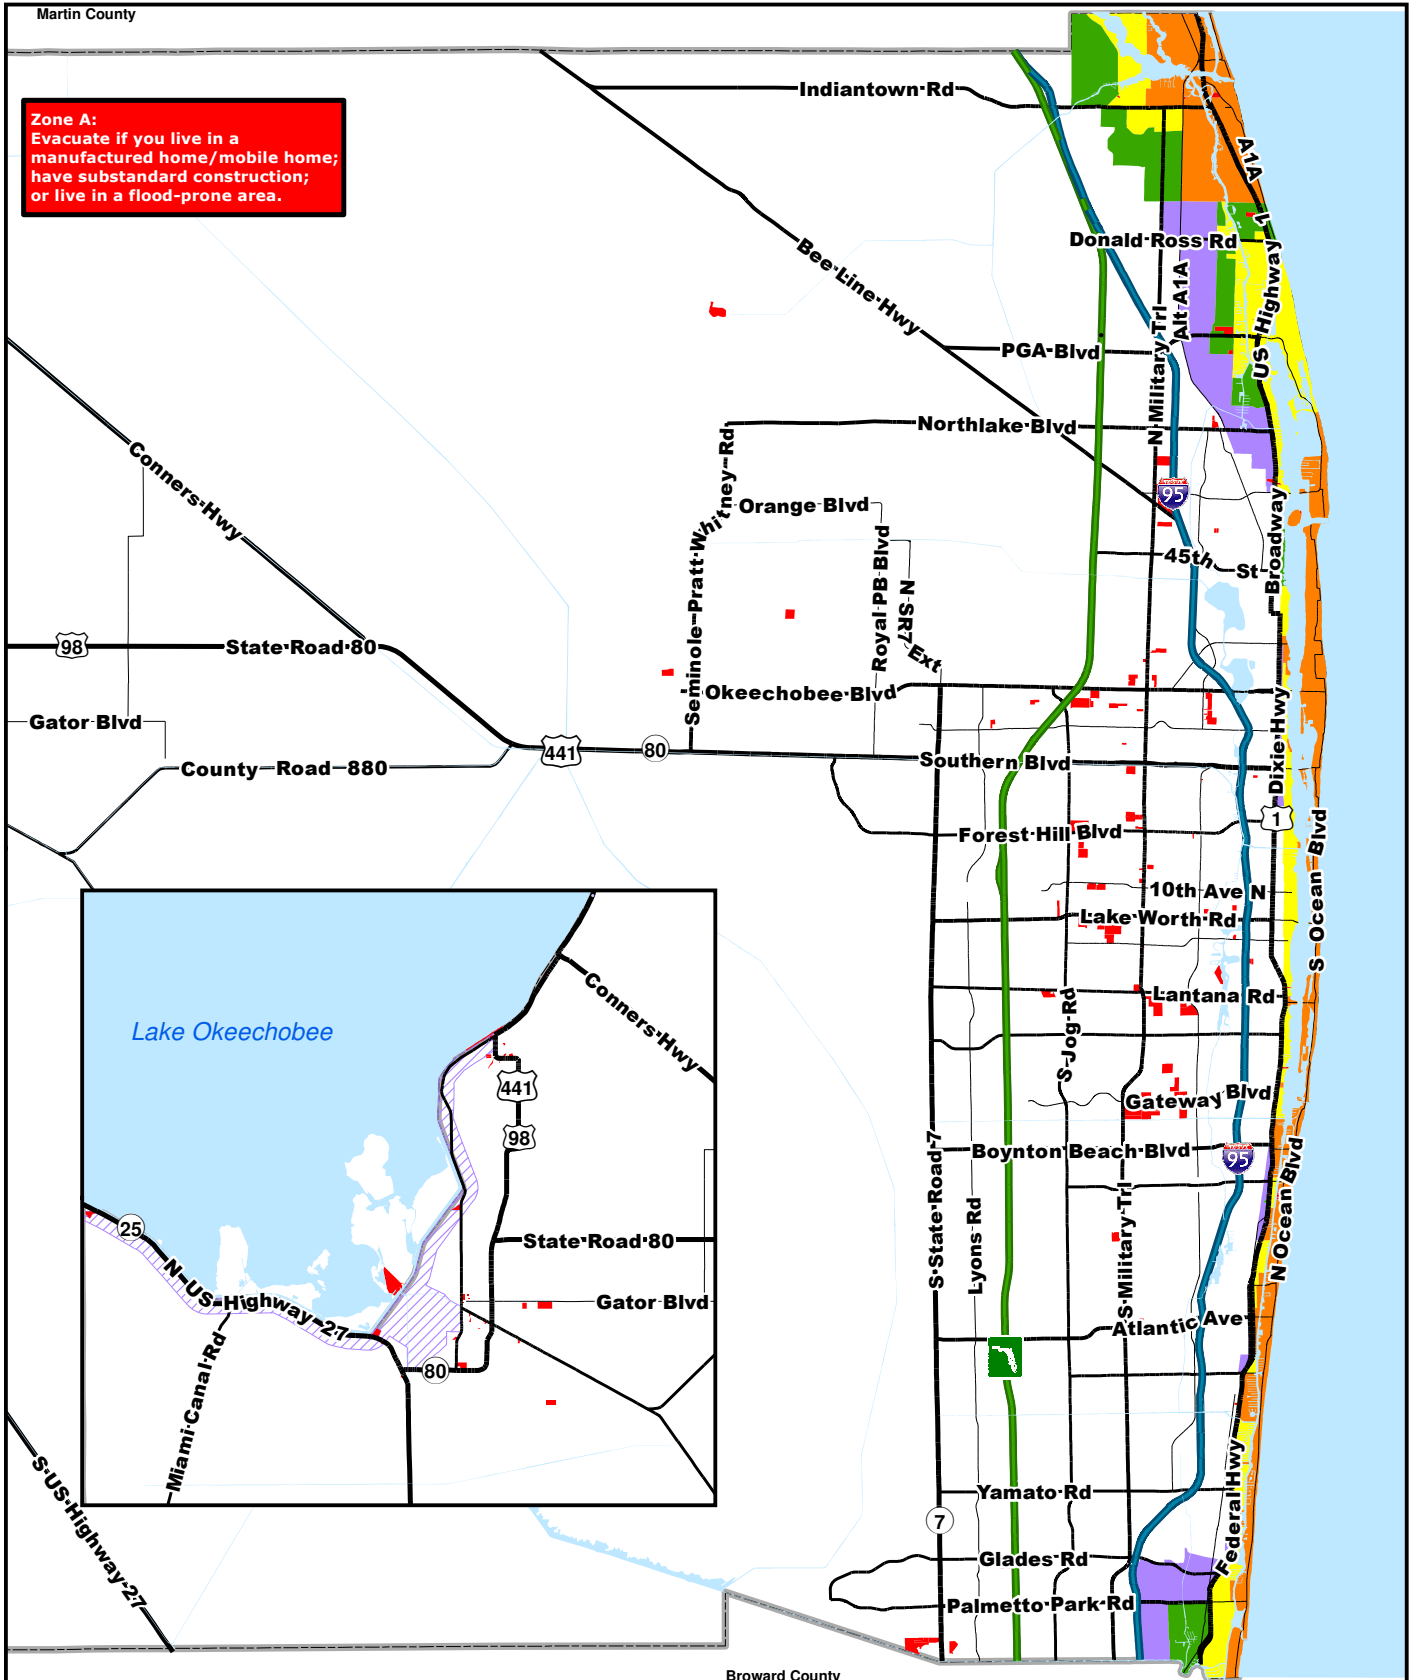 Martin County
Zone A:
Evacuate if you live in a
manufactured home/mobile home;
have substandard construction;
or live in a flood-prone area.
Indiantown Rd
A1A
1
Donald Ross Rd
Bee Line Hwy
Alt A1A
US Highway
N Military Trl
PGA Blvd
Northlake Blvd
Seminole Pratt Whitney Rd
Conners Hwy
95
Orange Blvd
Broadway
45th St
Royal PB Blvd
N SR7 Ext
98
State Road 80
Okeechobee Blvd
Gator Blvd
441
80
Dixie Hwy
County Road 880
Southern Blvd
1
Forest Hill Blvd
S Ocean Blvd
10th Ave N
Lake Worth Rd
Lantana Rd
S Jog Rd
Lake Okeechobee
Conners Hwy
441
98
Gateway Blvd
Boynton Beach Blvd
95
S State Road 7
Lyons Rd
S Military Trl
N Ocean Blvd
25
State Road 80
N US Highway 27
Gator Blvd
Atlantic Ave
Miami Canal Rd
80
S US Highway 27
Yamato Rd
7
Federal Hwy
Glades Rd
Palmetto Park Rd
Broward County